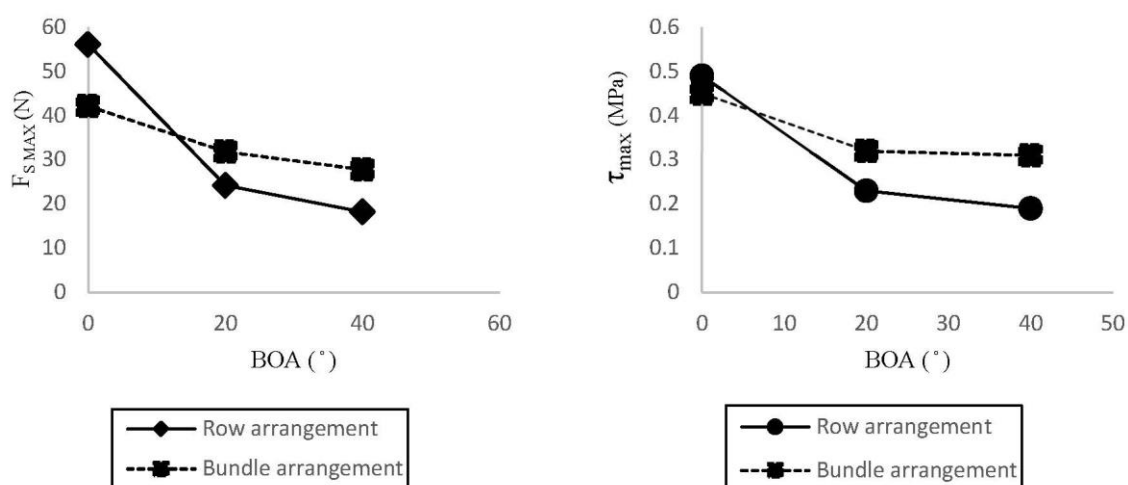 60
50
40
30
20
10
0
F_S MAX (N)
0 20 40 60
BOA (°)
Row arrangement
Bundle arrangement
0.6
0.5
0.4
0.3
0.2
0.1
0
τ_max (MPa)
0 10 20 30 40 50
BOA (°)
Row arrangement
Bundle arrangement